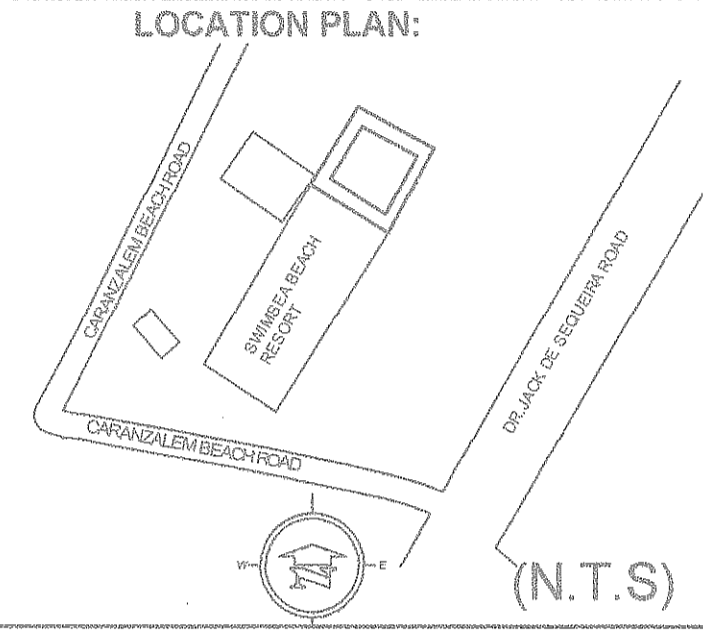 LOCATION PLAN:
CARANZALEM BEACH ROAD
SWIMSEA BEACH
RESORT
DR.JACK DE SEQUEIRA ROAD
CARANZALEM BEACH ROAD
W
N
E
(N.T.S)